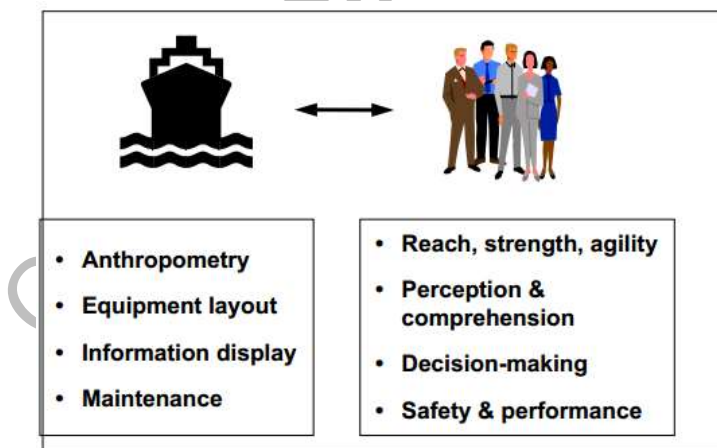 • Anthropometry
• Equipment layout
• Information display
• Maintenance
• Reach, strength, agility
• Perception &
comprehension
• Decision-making
• Safety & performance